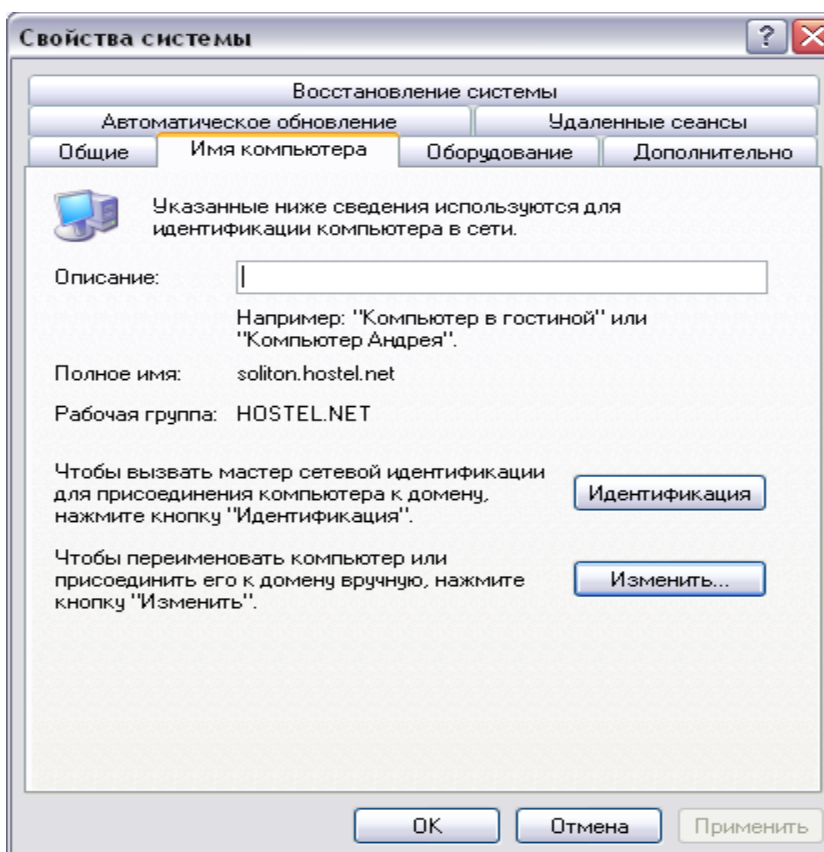 Свойства системы
?
Восстановление системы
Автоматическое обновление Удаленные сеансы
Общие Имя компьютера Оборудование Дополнительно
Указанные ниже сведения используются для
идентификации компьютера в сети.
Описание:
Например: "Компьютер в гостиной" или
"Компьютер Андрея".
Полное имя: soliton.hostel.net
Рабочая группа: HOSTEL.NET
Чтобы вызвать мастер сетевой идентификации
для присоединения компьютера к домену,
нажмите кнопку "Идентификация".
Идентификация
Чтобы переименовать компьютер или
присоединить его к домену вручную, нажмите
кнопку "Изменить".
Изменить...
OK Отмена Применить